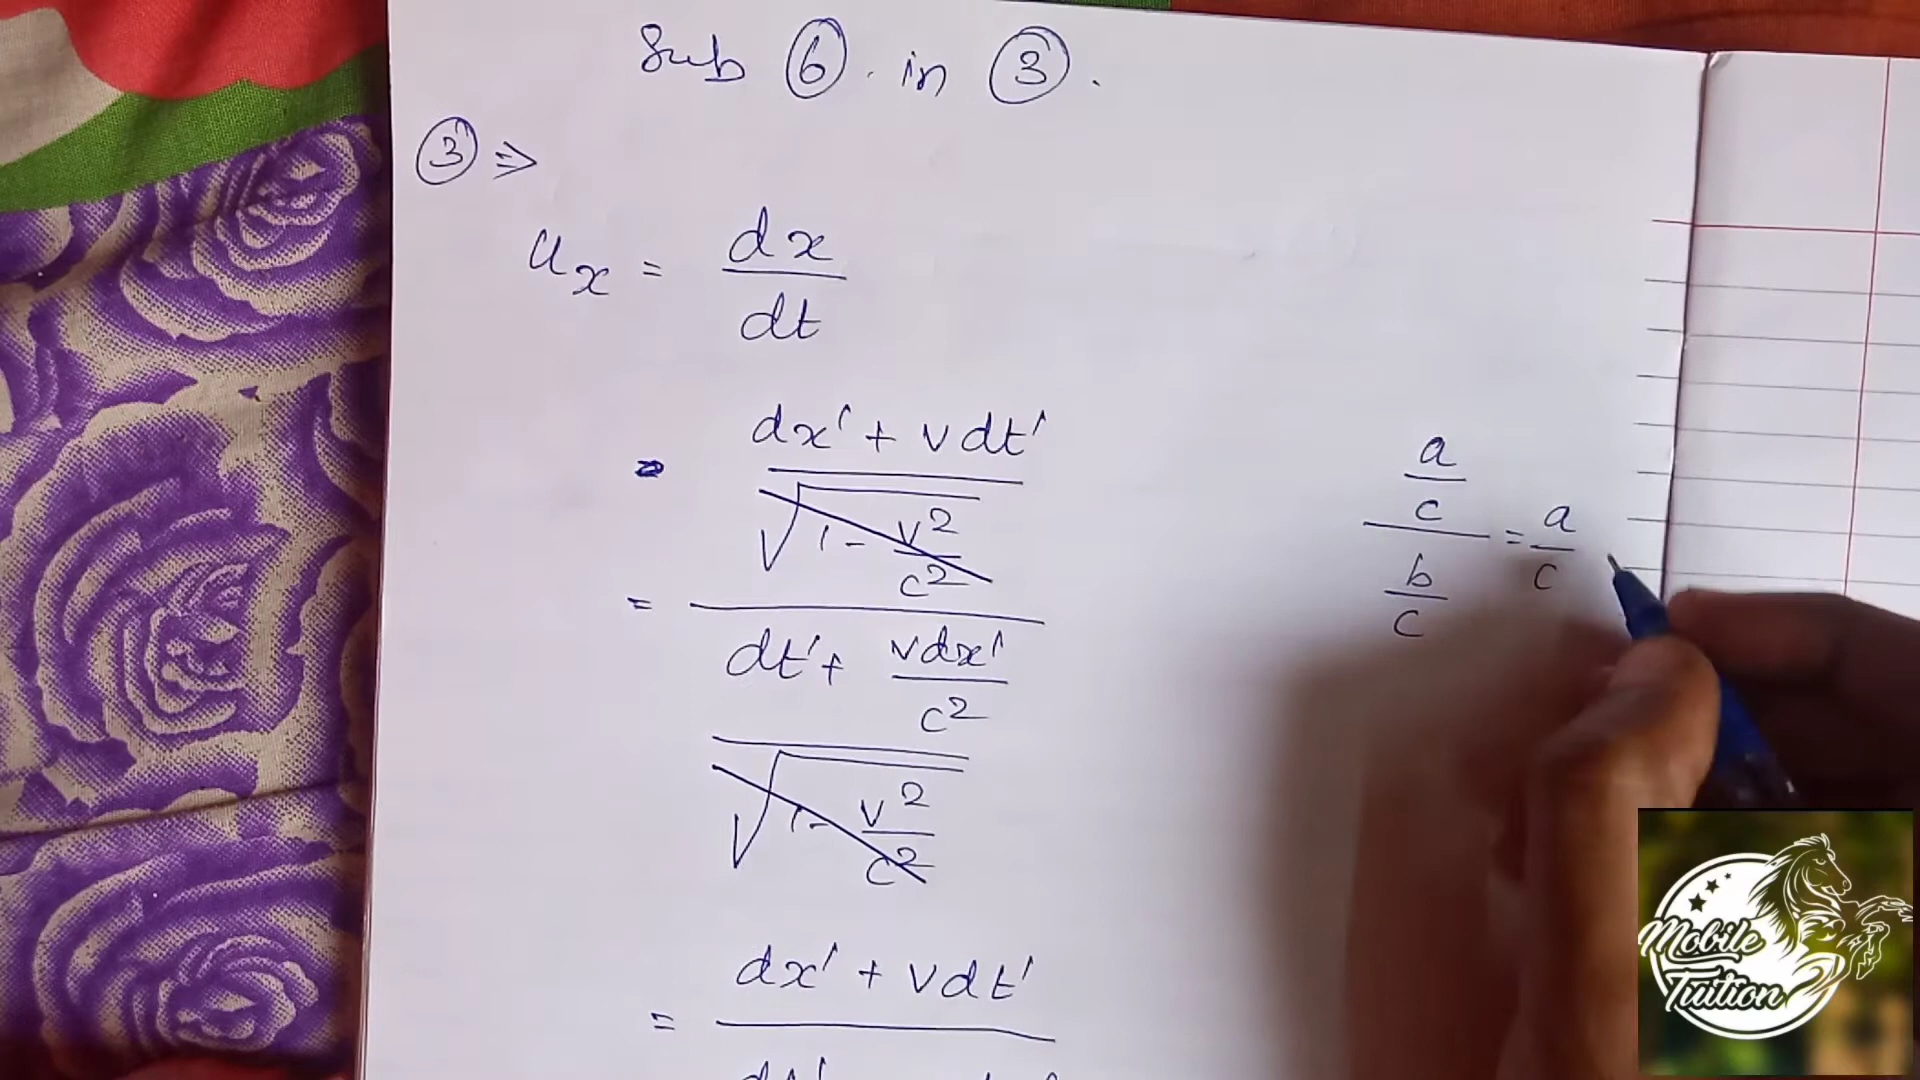 Sub ⑥. in ③.
③ ⇒
u_x = dx/dt
= (dx' + vdt')/√(1 - v²/c²)
= ─────────────
(dt' + vdx'/c²)/√(1 - v²/c²)
(a/c)/(b/c) = a/c
= dx' + vdt'
Mobile
Tuition